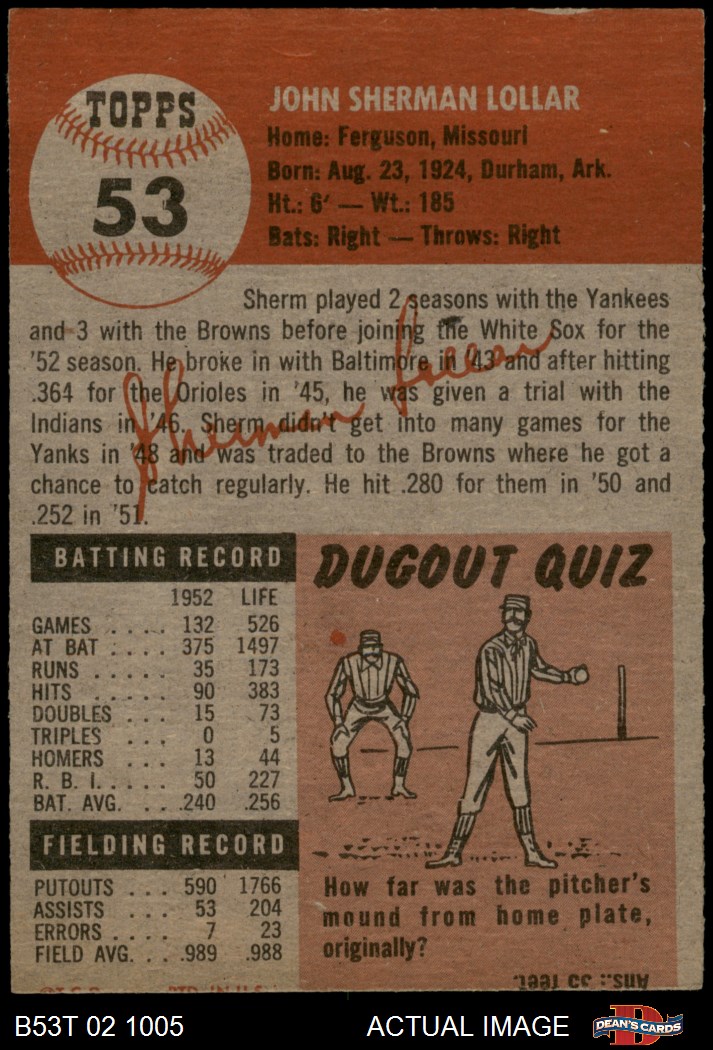 TOPPS
53
JOHN SHERMAN LOLLAR
Home: Ferguson, Missouri
Born: Aug. 23, 1924, Durham, Ark.
Ht.: 6' — Wt.: 185
Bats: Right — Throws: Right
Sherm played 2 seasons with the Yankees
and 3 with the Browns before joining the White Sox for the
'52 season. He broke in with Baltimore in '43 and after hitting
.364 for the Orioles in '45, he was given a trial with the
Indians in '46. Sherm didn't get into many games for the
Yanks in '48 and was traded to the Browns where he got a
chance to catch regularly. He hit .280 for them in '50 and
.252 in '51.
Sherman Lollar
BATTING RECORD
1952 LIFE
GAMES .... 132 526
AT BAT .... 375 1497
RUNS ..... 35 173
HITS ..... 90 383
DOUBLES ... 15 73
TRIPLES ... 0 5
HOMERS ... 13 44
R. B. I. .... 50 227
BAT. AVG. ... .240 .256
FIELDING RECORD
PUTOUTS ... 590 1766
ASSISTS ... 53 204
ERRORS .... 7 23
FIELD AVG. ... .989 .988
DUGOUT QUIZ
How far was the pitcher's
mound from home plate,
originally?
Ans.: 35 feet.
B53T 02 1005
ACTUAL IMAGE
DEAN'S CARDS